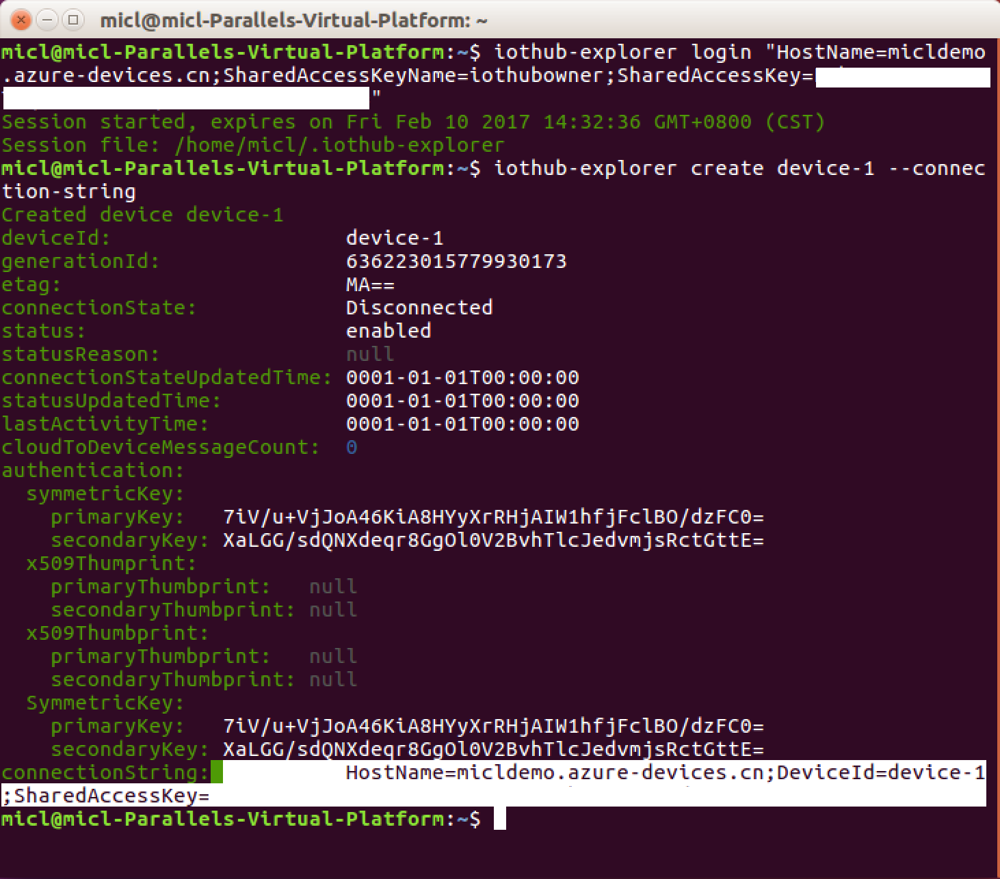 micl@micl-Parallels-Virtual-Platform: ~
micl@micl-Parallels-Virtual-Platform:~$ iothub-explorer login "HostName=micldemo
.azure-devices.cn;SharedAccessKeyName=iothubowner;SharedAccessKey=
"
Session started, expires on Fri Feb 10 2017 14:32:36 GMT+0800 (CST)
Session file: /home/micl/.iothub-explorer
micl@micl-Parallels-Virtual-Platform:~$ iothub-explorer create device-1 --connec
tion-string
Created device device-1
deviceId: device-1
generationId: 636223015779930173
etag: MA==
connectionState: Disconnected
status: enabled
statusReason: null
connectionStateUpdatedTime: 0001-01-01T00:00:00
statusUpdatedTime: 0001-01-01T00:00:00
lastActivityTime: 0001-01-01T00:00:00
cloudToDeviceMessageCount: 0
authentication:
symmetricKey:
primaryKey: 7iV/u+VjJoA46KiA8HYyXrRHjAIW1hfjFclBO/dzFC0=
secondaryKey: XaLGG/sdQNXdeqr8GgOl0V2BvhTlcJedvmjsRctGttE=
x509Thumprint:
primaryThumbprint: null
secondaryThumbprint: null
x509Thumbprint:
primaryThumbprint: null
secondaryThumbprint: null
SymmetricKey:
primaryKey: 7iV/u+VjJoA46KiA8HYyXrRHjAIW1hfjFclBO/dzFC0=
secondaryKey: XaLGG/sdQNXdeqr8GgOl0V2BvhTlcJedvmjsRctGttE=
connectionString: HostName=micldemo.azure-devices.cn;DeviceId=device-1
;SharedAccessKey=
micl@micl-Parallels-Virtual-Platform:~$